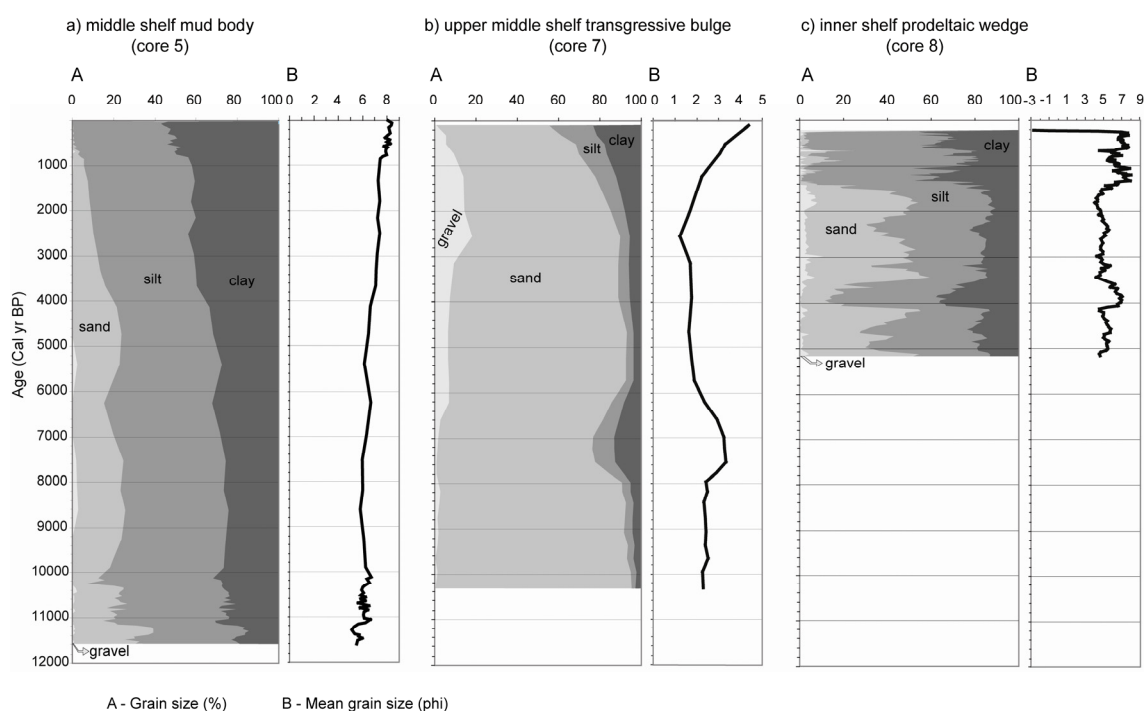 a) middle shelf mud body
(core 5)
b) upper middle shelf transgressive bulge
(core 7)
c) inner shelf prodeltaic wedge
(core 8)
A B A B A B
0 20 40 60 80 100 0 2 4 6 8 0 20 40 60 80 100 0 1 2 3 4 5 0 20 40 60 80 100 -3 -1 1 3 5 7 9
Age (Cal yr BP)
1000
2000
3000
4000
5000
6000
7000
8000
9000
10000
11000
12000
sand
silt
clay
gravel
gravel
sand
silt
clay
sand
silt
clay
gravel
A - Grain size (%) B - Mean grain size (phi)